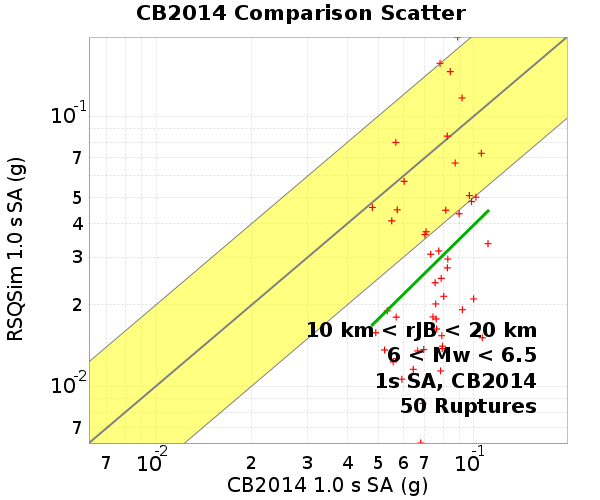 CB2014 Comparison Scatter
RSQSim 1.0 s SA (g)
10-1
7
5
4
3
2
10-2
7
10 km < rJB < 20 km
6 < Mw < 6.5
1s SA, CB2014
50 Ruptures
7 10-2 2 3 4 5 6 7 10-1
CB2014 1.0 s SA (g)